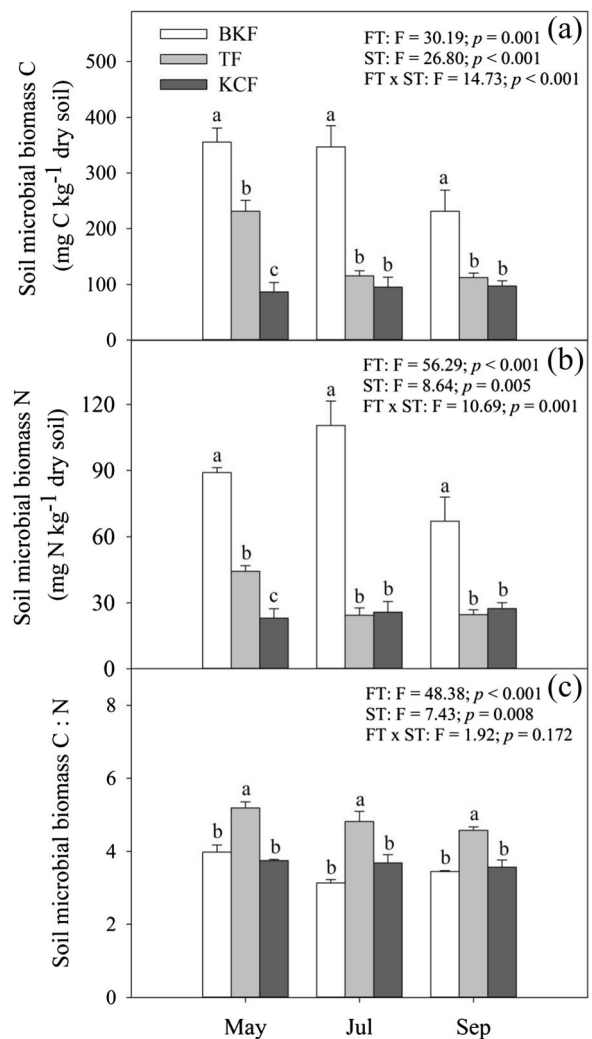 (a)
BKF
TF
KCF
FT: F = 30.19; p = 0.001
ST: F = 26.80; p < 0.001
FT x ST: F = 14.73; p < 0.001
Soil microbial biomass C
(mg C kg⁻¹ dry soil)
500
400
300
200
100
0
a
b
c
a
b
b
a
b
b
(b)
FT: F = 56.29; p < 0.001
ST: F = 8.64; p = 0.005
FT x ST: F = 10.69; p = 0.001
Soil microbial biomass N
(mg N kg⁻¹ dry soil)
120
90
60
30
0
a
b
c
a
b
b
a
b
b
(c)
FT: F = 48.38; p < 0.001
ST: F = 7.43; p = 0.008
FT x ST: F = 1.92; p = 0.172
Soil microbial biomass C : N
8
6
4
2
0
b
a
b
b
a
b
b
a
b
May Jul Sep